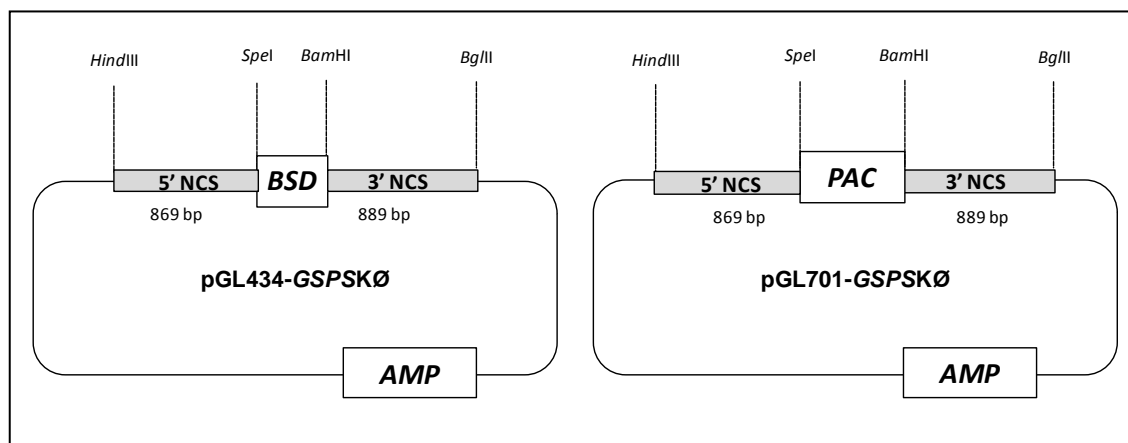 HindIII SpeI BamHI BglII
5' NCS BSD 3' NCS
869 bp 889 bp
pGL434-GSPSKØ
AMP
HindIII SpeI BamHI BglII
5' NCS PAC 3' NCS
869 bp 889 bp
pGL701-GSPSKØ
AMP